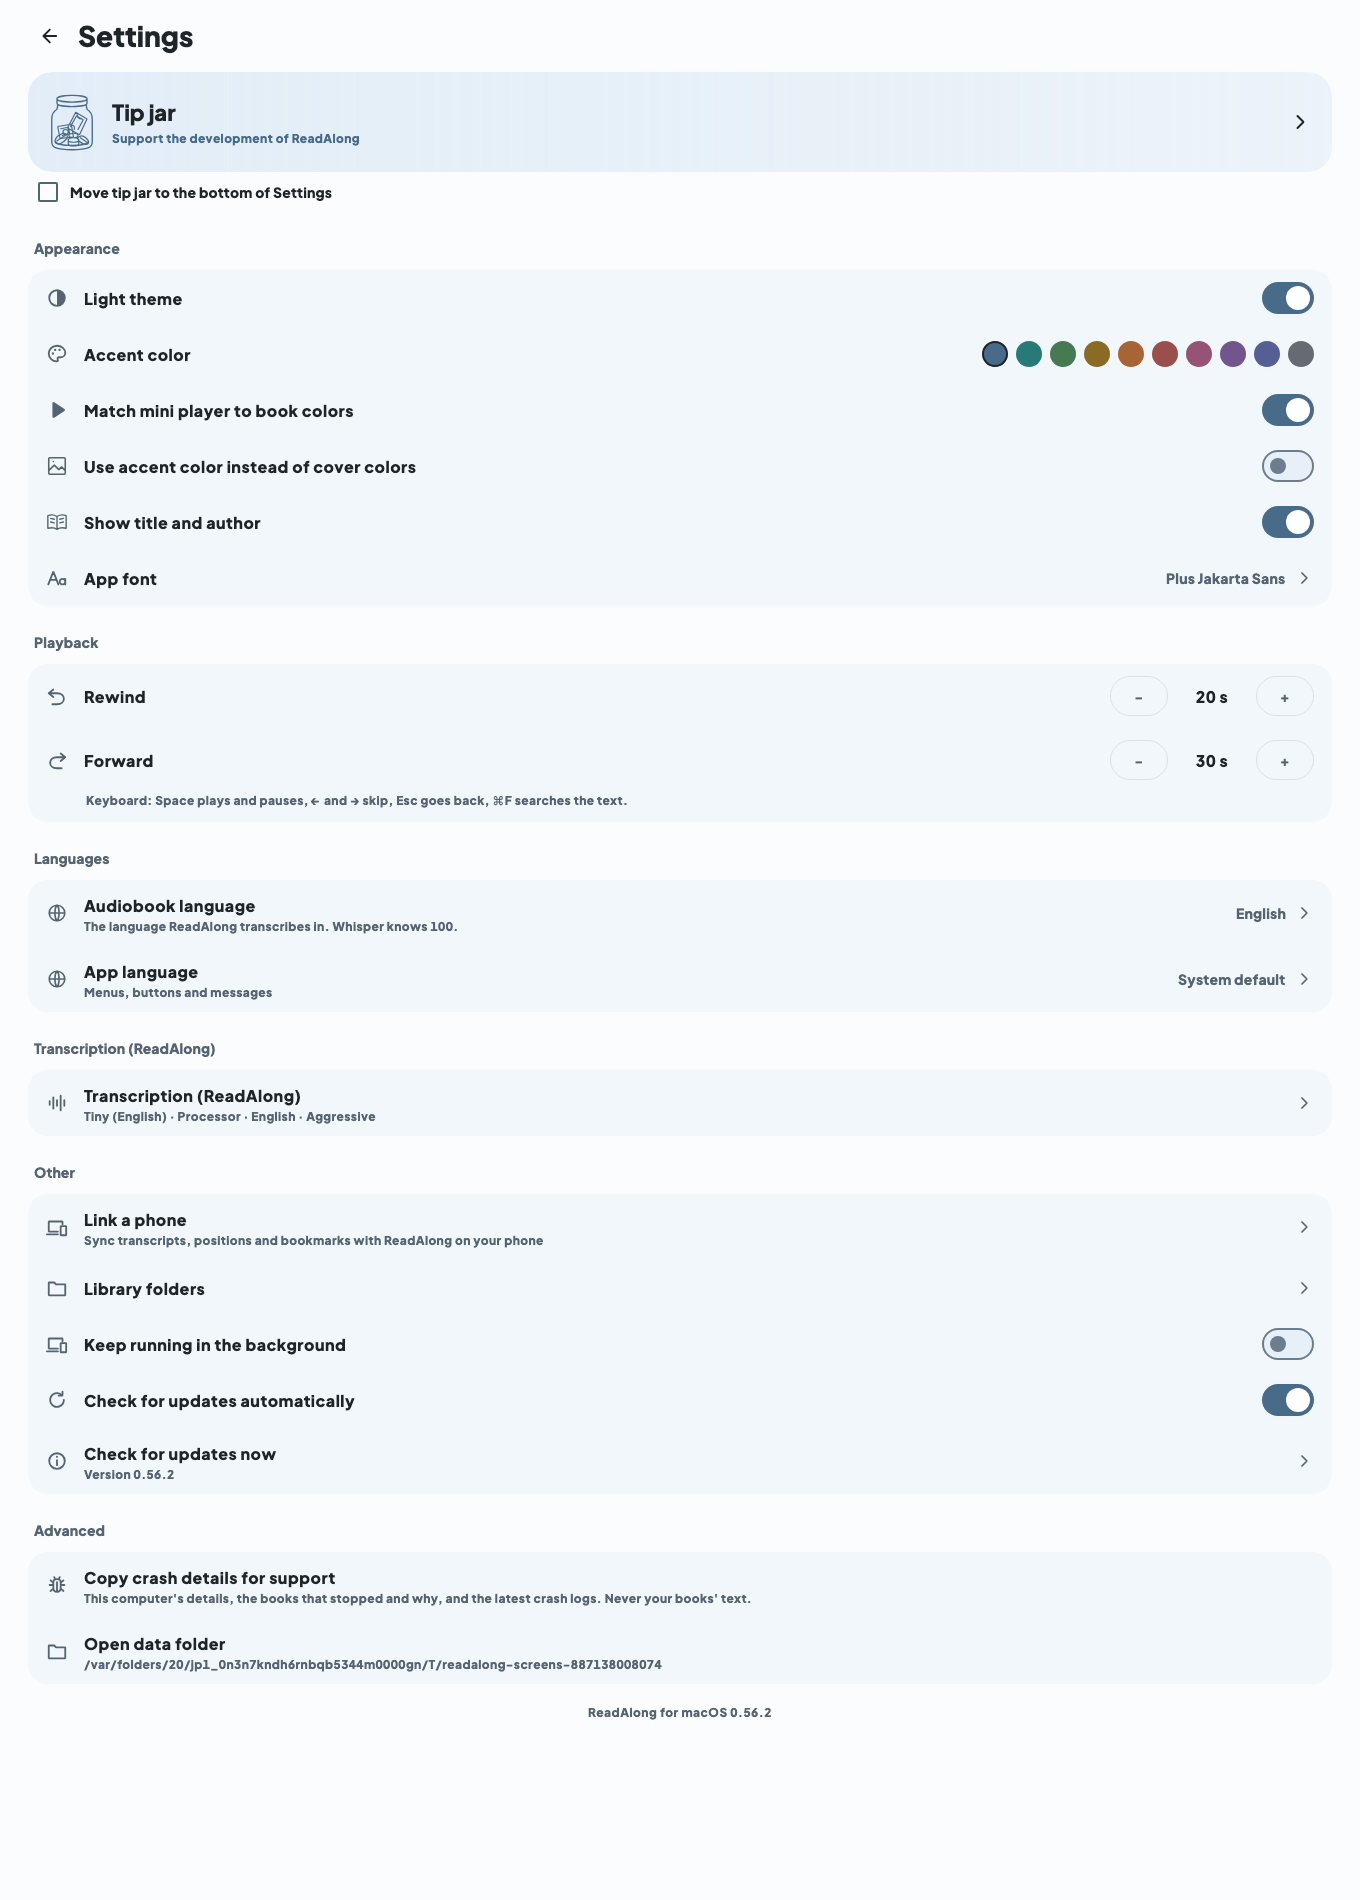 Settings
Tip jar
Support the development of ReadAlong
Move tip jar to the bottom of Settings
Appearance
Light theme
Accent color
Match mini player to book colors
Use accent color instead of cover colors
Show title and author
App font
Plus Jakarta Sans
Playback
Rewind
- 20 s +
Forward
- 30 s +
Keyboard: Space plays and pauses, ← and → skip, Esc goes back, ⌘F searches the text.
Languages
Audiobook language
The language ReadAlong transcribes in. Whisper knows 100.
English
App language
Menus, buttons and messages
System default
Transcription (ReadAlong)
Transcription (ReadAlong)
Tiny (English) · Processor · English · Aggressive
Other
Link a phone
Sync transcripts, positions and bookmarks with ReadAlong on your phone
Library folders
Keep running in the background
Check for updates automatically
Check for updates now
Version 0.56.2
Advanced
Copy crash details for support
This computer's details, the books that stopped and why, and the latest crash logs. Never your books' text.
Open data folder
/var/folders/20/jp1_0n3n7kndh6rnbqb5344m0000gn/T/readalong-screens-887138008074
ReadAlong for macOS 0.56.2